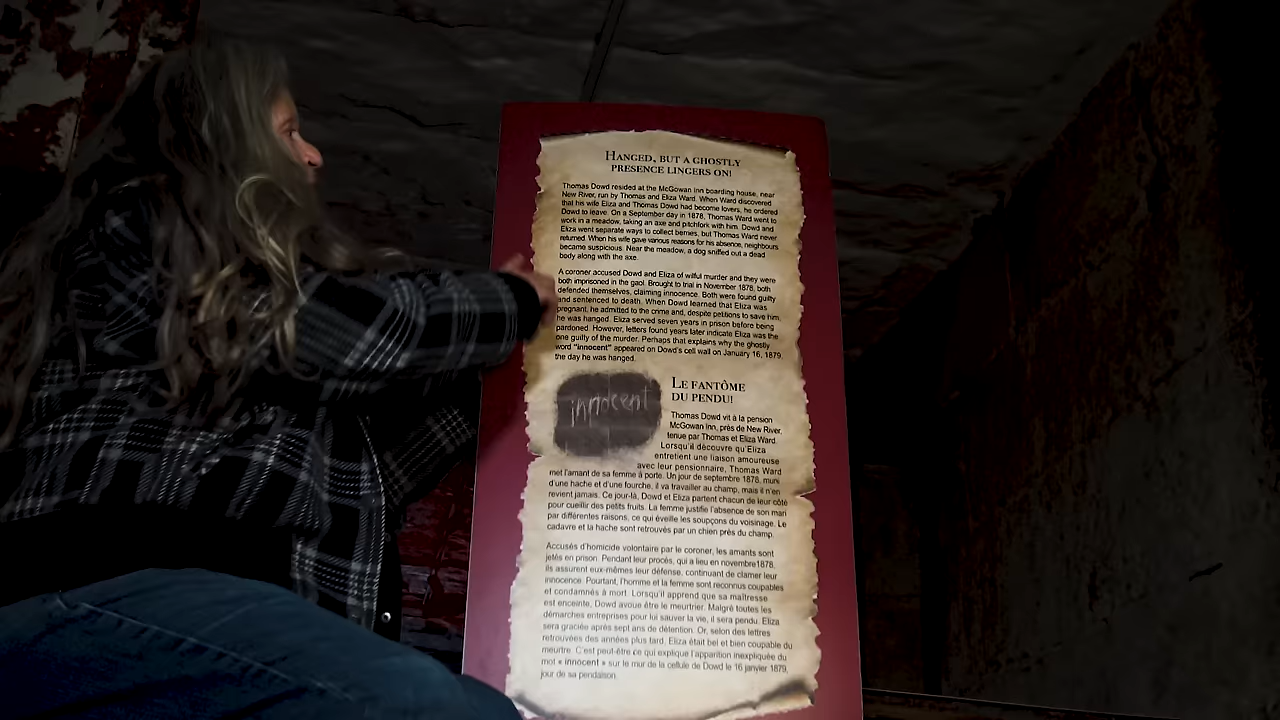 HANGED, BUT A GHOSTLY
PRESENCE LINGERS ON!
Thomas Dowd resided at the McGowan Inn boarding house, near
New River, run by Thomas and Eliza Ward. When Ward discovered
that his wife Eliza and Thomas Dowd had become lovers, he ordered
Dowd to leave. On a September day in 1878, Thomas Ward went to
work in a meadow, taking an axe and pitchfork with him. Dowd and
Eliza went separate ways to collect berries, but Thomas Ward never
returned. When his wife gave various reasons for his absence, neighbours
became suspicious. Near the meadow, a dog sniffed out a dead
body along with the axe.
A coroner accused Dowd and Eliza of wilful murder and they were
both imprisoned in the gaol. Brought to trial in November 1878, both
defended themselves, claiming innocence. Both were found guilty
and sentenced to death. When Dowd learned that Eliza was
pregnant, he admitted to the crime and, despite petitions to save him,
he was hanged. Eliza served seven years in prison before being
pardoned. However, letters found years later indicate Eliza was the
one guilty of the murder. Perhaps that explains why the ghostly
word "innocent" appeared on Dowd's cell wall on January 16, 1879,
the day he was hanged.
innocent
LE FANTÔME
DU PENDU!
Thomas Dowd vit à la pension
McGowan Inn, près de New River,
tenue par Thomas et Eliza Ward.
Lorsqu'il découvre qu'Eliza
entretient une liaison amoureuse
avec leur pensionnaire, Thomas Ward
met l'amant de sa femme à porte. Un jour de septembre 1878, muni
d'une hache et d'une fourche, il va travailler au champ, mais il n'en
revient jamais. Ce jour-là, Dowd et Eliza partent chacun de leur côté
pour cueillir des petits fruits. La femme justifie l'absence de son mari
par différentes raisons, ce qui éveille les soupçons du voisinage. Le
cadavre et la hache sont retrouvés par un chien près du champ.
Accusés d'homicide volontaire par le coroner, les amants sont
jetés en prison. Pendant leur procès, qui a lieu en novembre1878,
ils assurent eux-mêmes leur défense, continuant de clamer leur
innocence. Pourtant, l'homme et la femme sont reconnus coupables
et condamnés à mort. Lorsqu'il apprend que sa maîtresse
est enceinte, Dowd avoue être le meurtrier. Malgré toutes les
démarches entreprises pour lui sauver la vie, il sera pendu. Eliza
sera graciée après sept ans de détention. Or, selon des lettres
retrouvées des années plus tard, Eliza était bel et bien coupable du
meurtre. C'est peut-être ce qui explique l'apparition inexpliquée du
mot « innocent » sur le mur de la cellule de Dowd le 16 janvier 1879,
jour de sa pendaison.